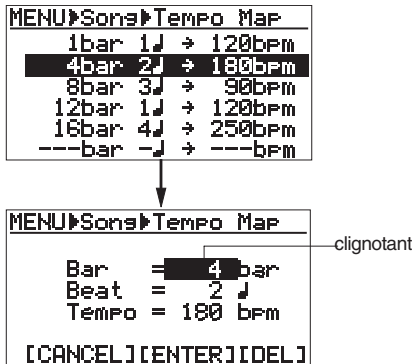 MENU▶Song▶Tempo Map
1bar 1♩ → 120bpm
4bar 2♩ → 180bpm
8bar 3♩ → 90bpm
12bar 1♩ → 120bpm
16bar 4♩ → 250bpm
---bar -♩ → ---bpm
MENU▶Song▶Tempo Map
clignotant
Bar = 4 bar
Beat = 2 ♩
Tempo = 180 bpm
[CANCEL][ENTER][DEL]